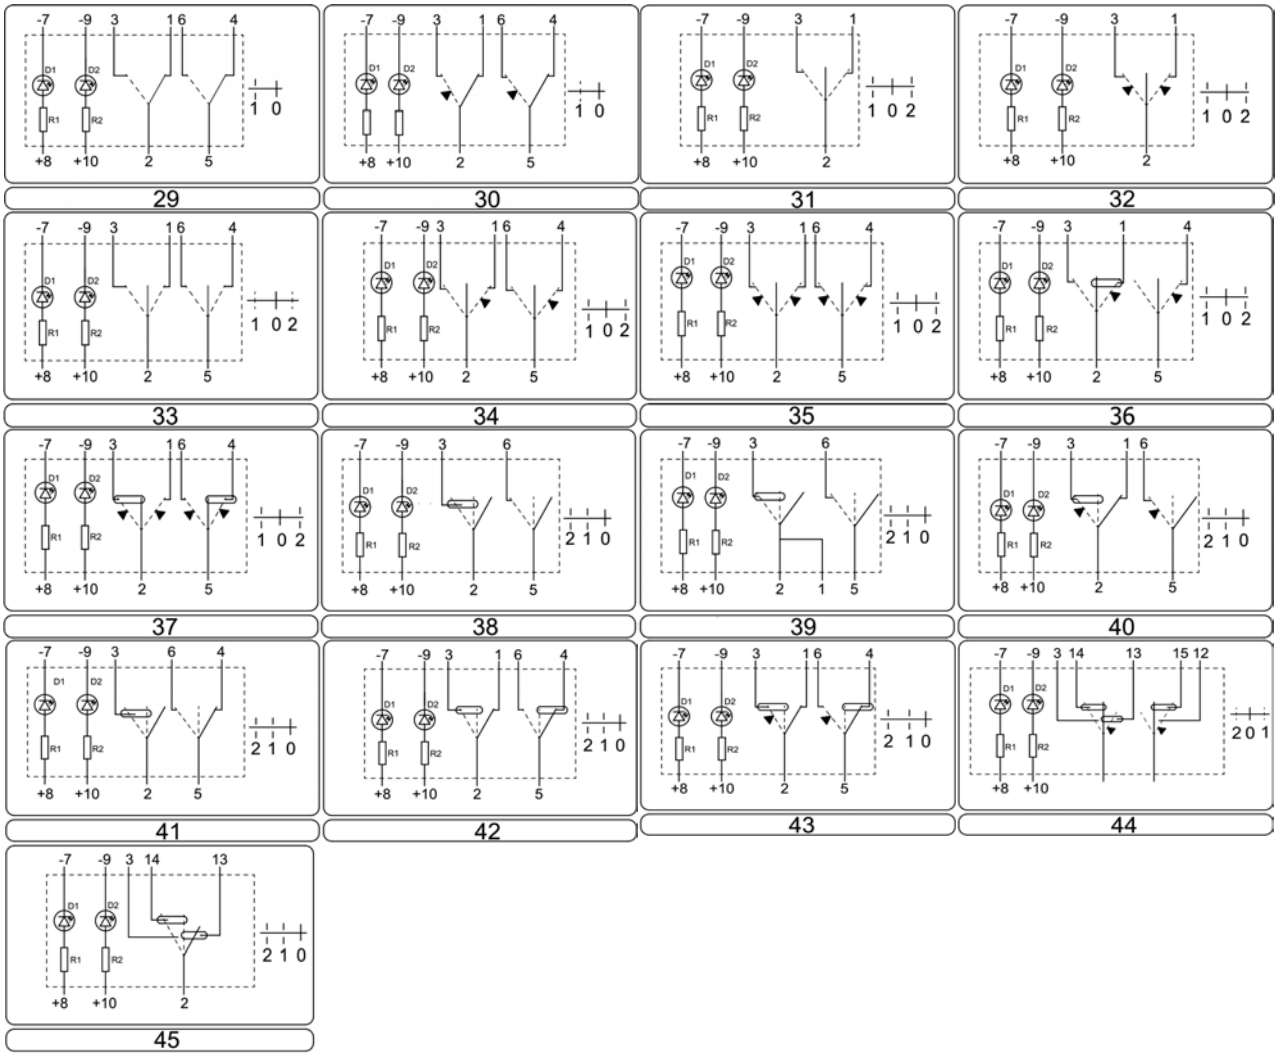 -7 -9 3 1 6 4
D1 D2
R1 R2
1 0
+8 +10 2 5
29
-7 -9 3 1 6 4
D1 D2
1 0
+8 +10 2 5
30
-7 -9 3 1
D1 D2
R1 R2
1 0 2
+8 +10 2
31
-7 -9 3 1
D1 D2
R1 R2
1 0 2
+8 +10 2
32
-7 -9 3 1 6 4
D1 D2
R1 R2
1 0 2
+8 +10 2 5
33
-7 -9 3 1 6 4
D1 D2
R1 R2
1 0 2
+8 +10 2 5
34
-7 -9 3 1 6 4
D1 D2
R1 R2
1 0 2
+8 +10 2 5
35
-7 -9 3 1 4
D1 D2
R1 R2
1 0 2
+8 +10 2 5
36
-7 -9 3 1 6 4
D1 D2
R1 R2
1 0 2
+8 +10 2 5
37
-7 -9 3 6
D1 D2
R1 R2
2 1 0
+8 +10 2 5
38
-7 -9 3 6
D1 D2
R1 R2
2 1 0
+8 +10 2 1 5
39
-7 -9 3 1 6
D1 D2
R1 R2
2 1 0
+8 +10 2 5
40
-7 -9 3 6 4
D1 D2
R1 R2
2 1 0
+8 +10 2 5
41
-7 -9 3 1 6 4
D1 D2
R1 R2
2 1 0
+8 +10 2 5
42
-7 -9 3 1 6 4
D1 D2
R1 R2
2 1 0
+8 +10 2 5
43
-7 -9 3 14 13 15 12
D1 D2
R1 R2
2 0 1
+8 +10
44
-7 -9 3 14 13
D1 D2
R1 R2
2 1 0
+8 +10 2
45